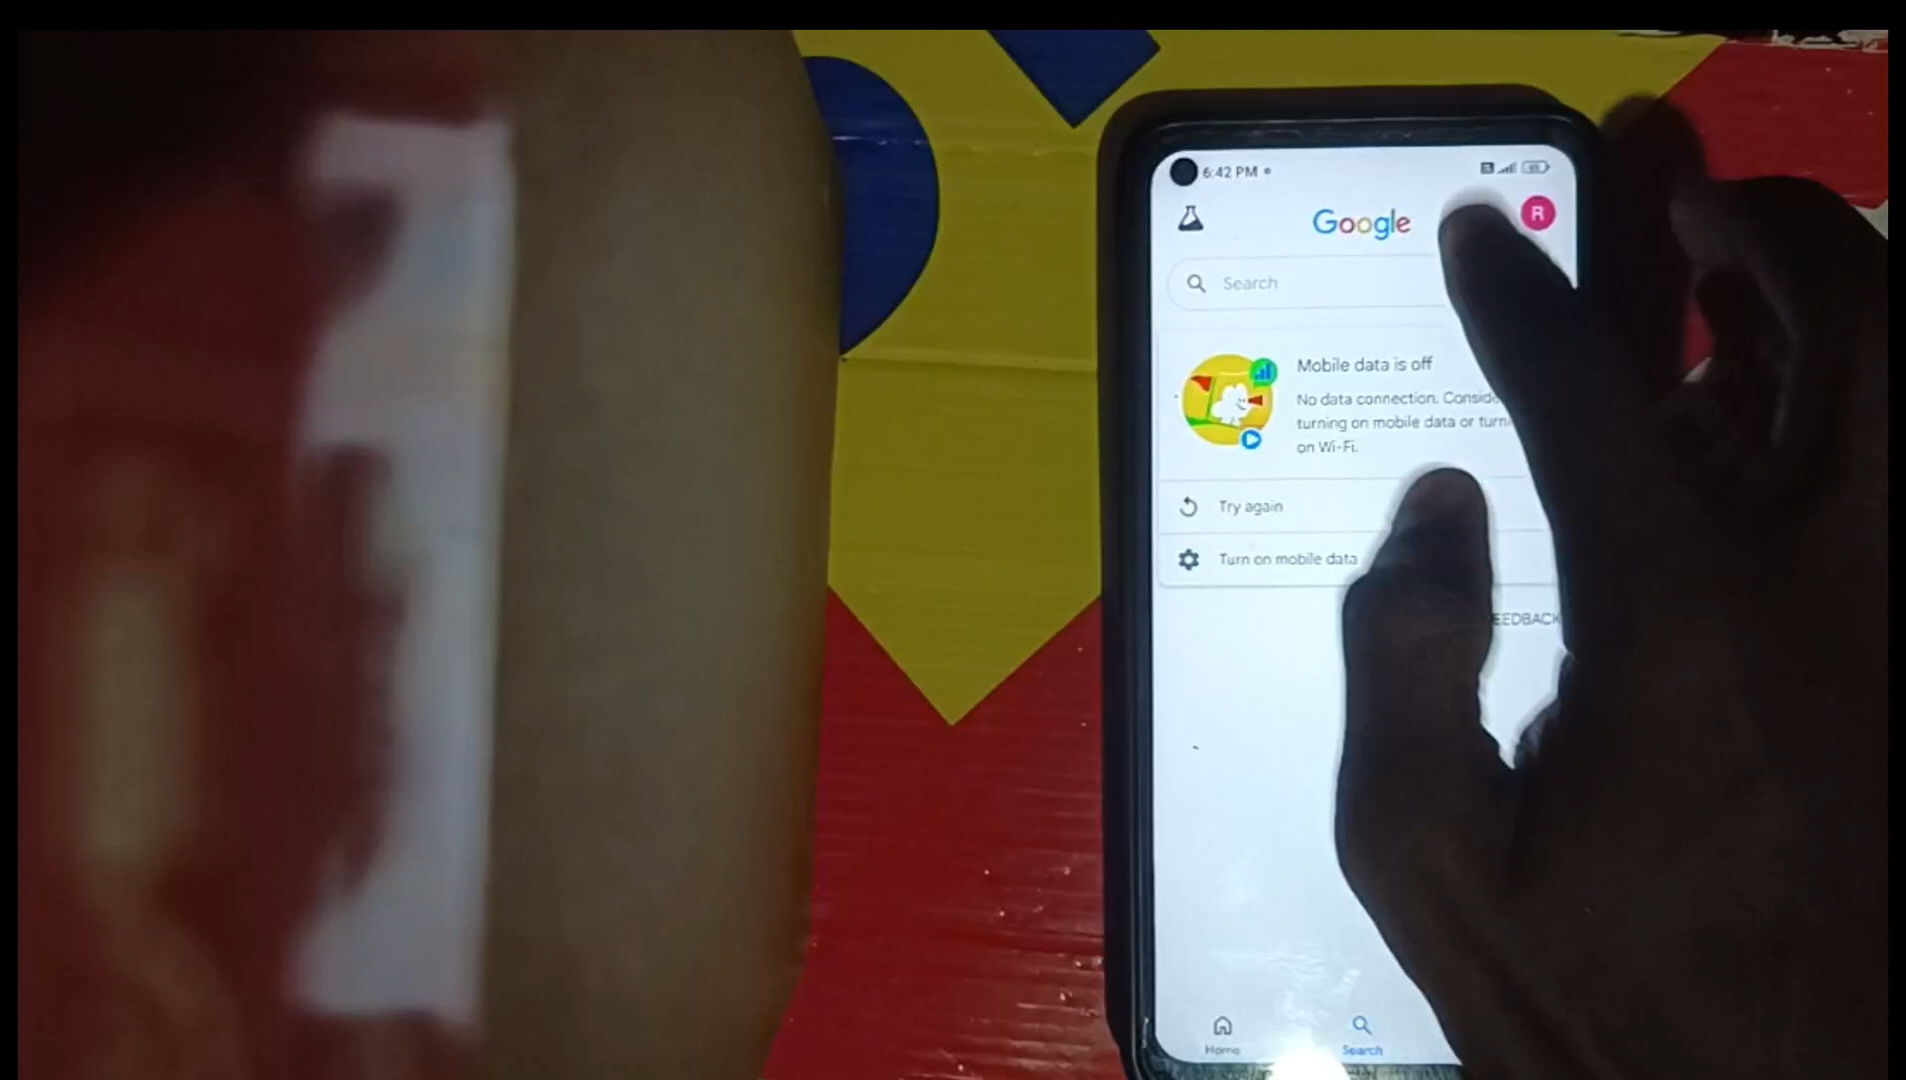 6:42 PM
Google
R
Search
Mobile data is off
No data connection. Conside
turning on mobile data or turni
on Wi-Fi.
Try again
Turn on mobile data
EEDBACK
Home
Search